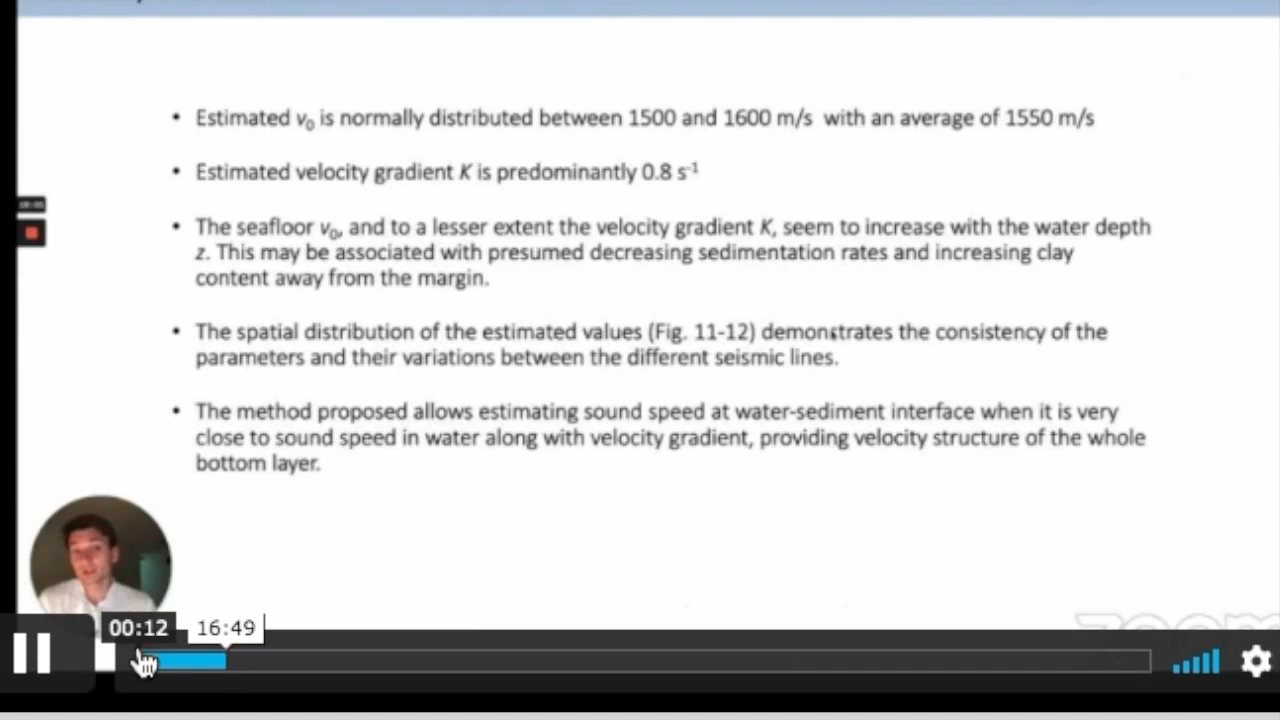 • Estimated v₀ is normally distributed between 1500 and 1600 m/s with an average of 1550 m/s
• Estimated velocity gradient K is predominantly 0.8 s⁻¹
• The seafloor v₀, and to a lesser extent the velocity gradient K, seem to increase with the water depth
z. This may be associated with presumed decreasing sedimentation rates and increasing clay
content away from the margin.
• The spatial distribution of the estimated values (Fig. 11-12) demonstrates the consistency of the
parameters and their variations between the different seismic lines.
• The method proposed allows estimating sound speed at water-sediment interface when it is very
close to sound speed in water along with velocity gradient, providing velocity structure of the whole
bottom layer.
zoom
00:12 16:49